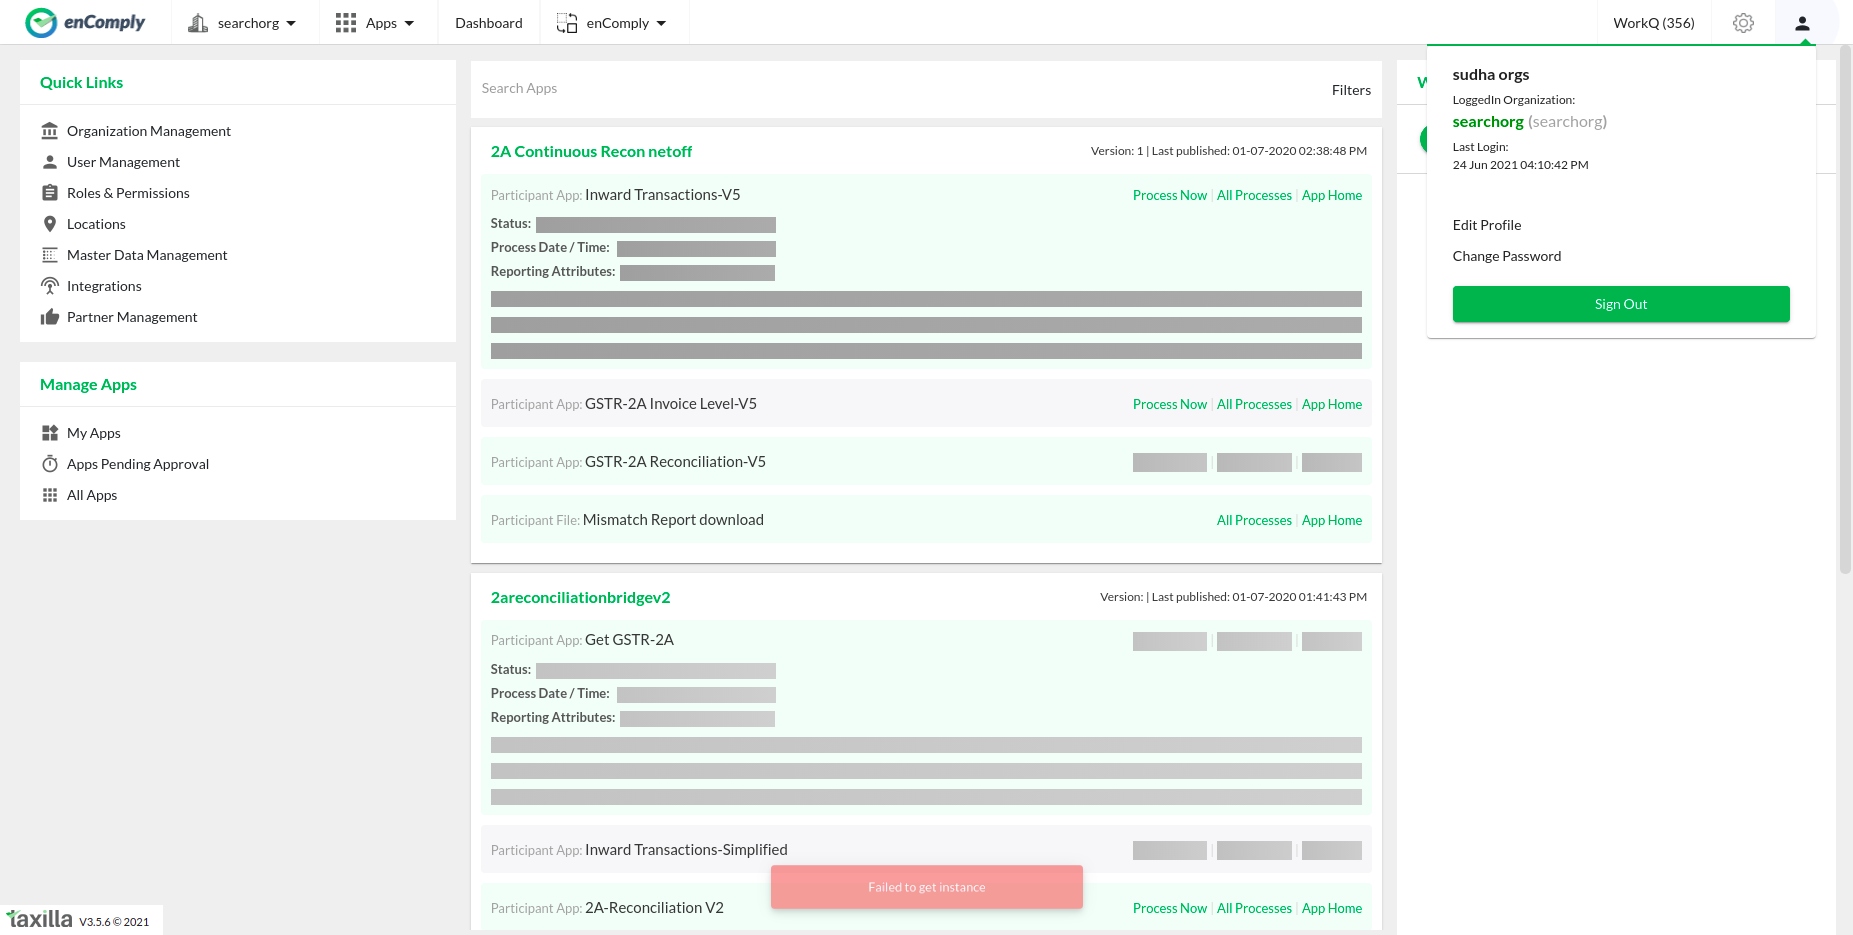 enComply
searchorg
Apps
Dashboard
enComply
WorkQ (356)
Quick Links
Organization Management
User Management
Roles & Permissions
Locations
Master Data Management
Integrations
Partner Management
Manage Apps
My Apps
Apps Pending Approval
All Apps
Search Apps
Filters
2A Continuous Recon netoff
Version: 1 | Last published: 01-07-2020 02:38:48 PM
Participant App: Inward Transactions-V5
Process Now | All Processes | App Home
Status:
Process Date / Time:
Reporting Attributes:
Participant App: GSTR-2A Invoice Level-V5
Process Now | All Processes | App Home
Participant App: GSTR-2A Reconciliation-V5
Participant File: Mismatch Report download
All Processes | App Home
2areconciliationbridgev2
Version: | Last published: 01-07-2020 01:41:43 PM
Participant App: Get GSTR-2A
Status:
Process Date / Time:
Reporting Attributes:
Participant App: Inward Transactions-Simplified
Failed to get instance
Participant App: 2A-Reconciliation V2
Process Now | All Processes | App Home
sudha orgs
LoggedIn Organization:
searchorg (searchorg)
Last Login:
24 Jun 2021 04:10:42 PM
Edit Profile
Change Password
Sign Out
taxilla V3.5.6 © 2021